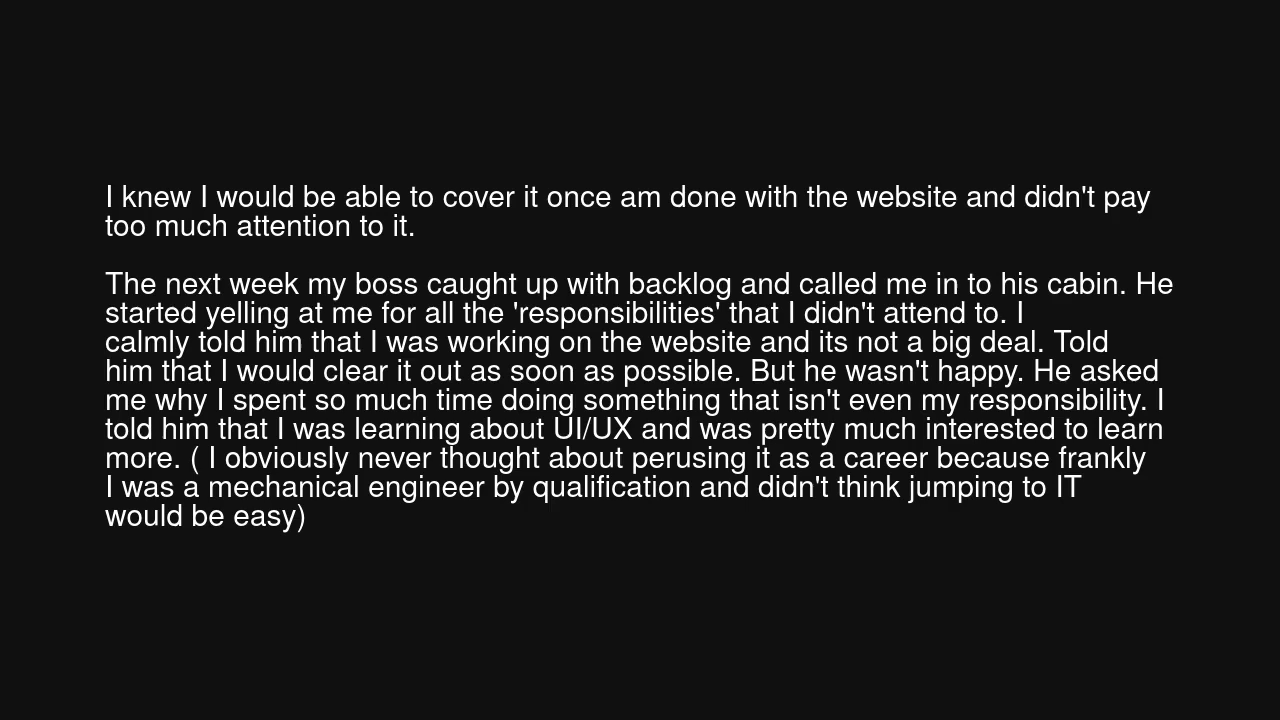 I knew I would be able to cover it once am done with the website and didn't pay
too much attention to it.
The next week my boss caught up with backlog and called me in to his cabin. He
started yelling at me for all the 'responsibilities' that I didn't attend to. I
calmly told him that I was working on the website and its not a big deal. Told
him that I would clear it out as soon as possible. But he wasn't happy. He asked
me why I spent so much time doing something that isn't even my responsibility. I
told him that I was learning about UI/UX and was pretty much interested to learn
more. ( I obviously never thought about perusing it as a career because frankly
I was a mechanical engineer by qualification and didn't think jumping to IT
would be easy)